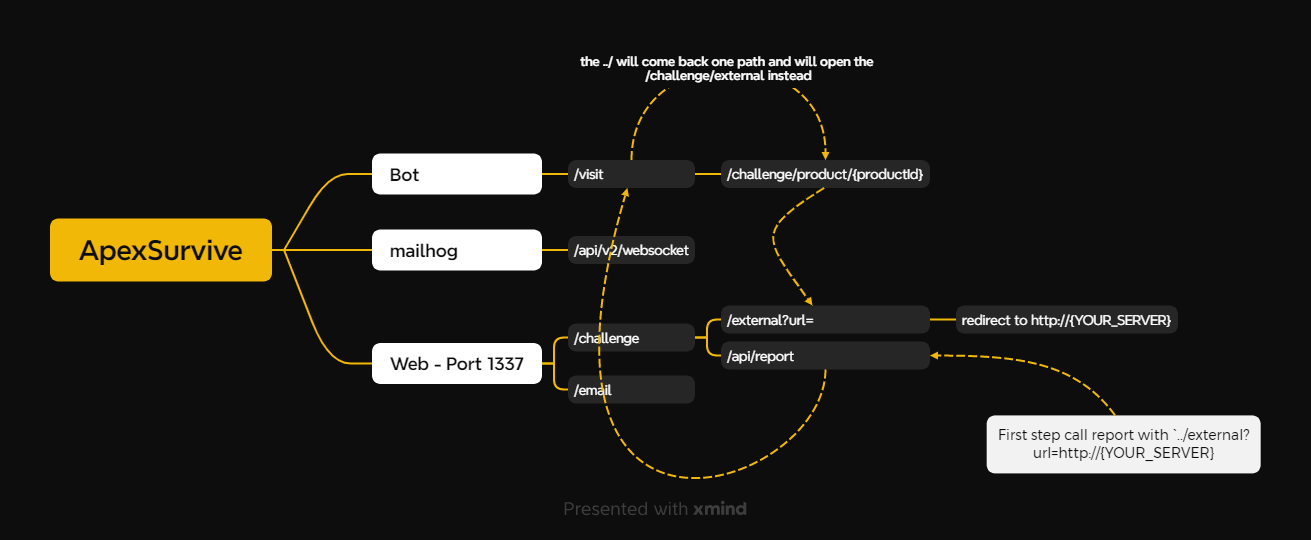 the ../ will come back one path and will open the
/challenge/external instead
Bot
/visit
/challenge/product/{productId}
ApexSurvive
mailhog
/api/v2/websocket
Web - Port 1337
/challenge
/external?url=
redirect to http://{YOUR_SERVER}
/api/report
/email
First step call report with `../external?
url=http://{YOUR_SERVER}
Presented with xmind